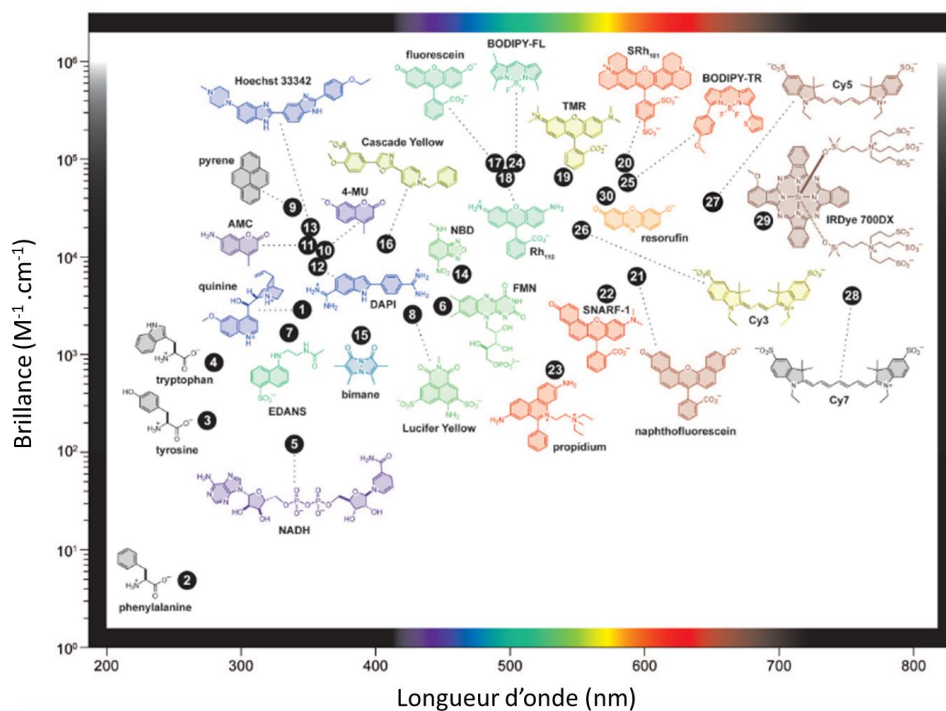 Brillance (M⁻¹.cm⁻¹)
10⁶
10⁵
10⁴
10³
10²
10¹
10⁰
Hoechst 33342
fluorescein
BODIPY-FL
SRh₁₀₁
BODIPY-TR
Cy5
TMR
Cascade Yellow
pyrene
4-MU
AMC
NBD
Rh₁₁₀
resorufin
IRDye 700DX
quinine
DAPI
FMN
SNARF-1
Cy3
tryptophan
EDANS
bimane
Lucifer Yellow
propidium
naphthofluorescein
Cy7
tyrosine
NADH
phenylalanine
17
24
18
19
20
25
30
27
29
9
13
11
10
12
16
14
26
21
22
28
1
7
15
8
6
4
23
3
5
2
200
300
400
500
600
700
800
Longueur d’onde (nm)